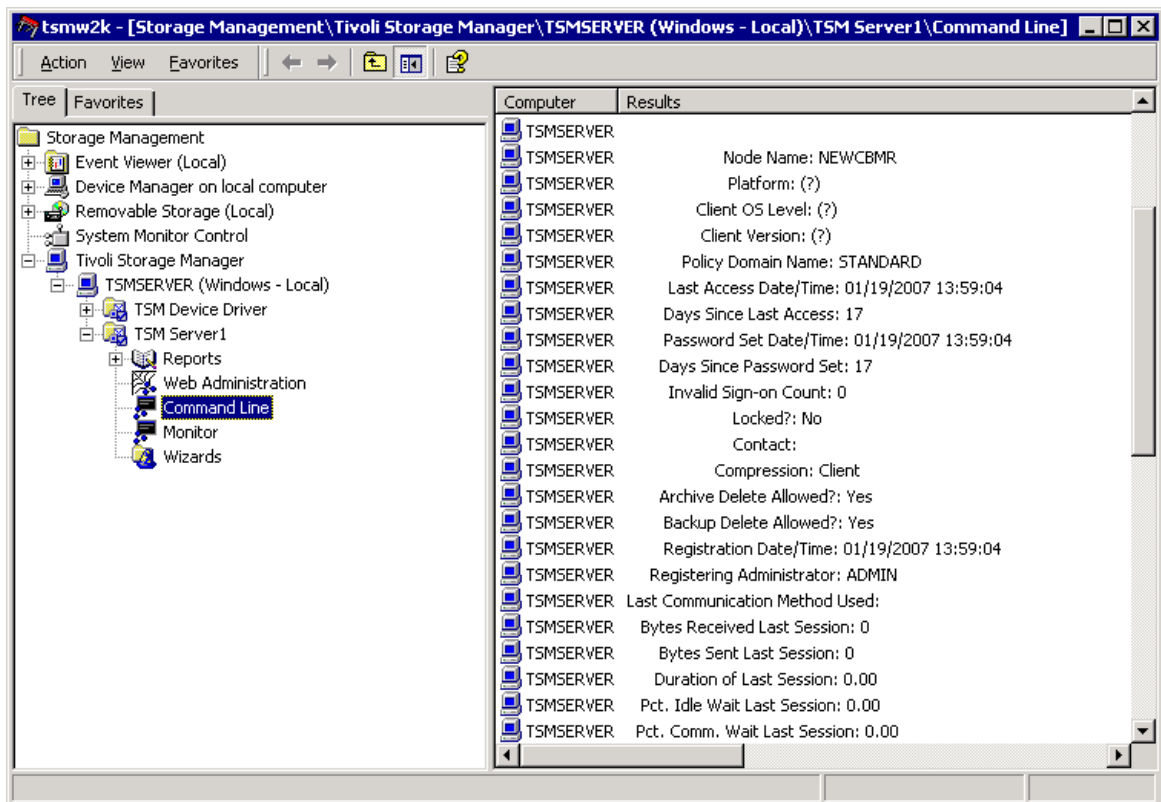 tsmw2k - [Storage Management\Tivoli Storage Manager\TSMSERVER (Windows - Local)\TSM Server1\Command Line]
Action View Favorites
Tree Favorites
Storage Management
Event Viewer (Local)
Device Manager on local computer
Removable Storage (Local)
System Monitor Control
Tivoli Storage Manager
TSMSERVER (Windows - Local)
TSM Device Driver
TSM Server1
Reports
Web Administration
Command Line
Monitor
Wizards
Computer Results
TSMSERVER
TSMSERVER Node Name: NEWCBMR
TSMSERVER Platform: (?)
TSMSERVER Client OS Level: (?)
TSMSERVER Client Version: (?)
TSMSERVER Policy Domain Name: STANDARD
TSMSERVER Last Access Date/Time: 01/19/2007 13:59:04
TSMSERVER Days Since Last Access: 17
TSMSERVER Password Set Date/Time: 01/19/2007 13:59:04
TSMSERVER Days Since Password Set: 17
TSMSERVER Invalid Sign-on Count: 0
TSMSERVER Locked?: No
TSMSERVER Contact:
TSMSERVER Compression: Client
TSMSERVER Archive Delete Allowed?: Yes
TSMSERVER Backup Delete Allowed?: Yes
TSMSERVER Registration Date/Time: 01/19/2007 13:59:04
TSMSERVER Registering Administrator: ADMIN
TSMSERVER Last Communication Method Used:
TSMSERVER Bytes Received Last Session: 0
TSMSERVER Bytes Sent Last Session: 0
TSMSERVER Duration of Last Session: 0.00
TSMSERVER Pct. Idle Wait Last Session: 0.00
TSMSERVER Pct. Comm. Wait Last Session: 0.00